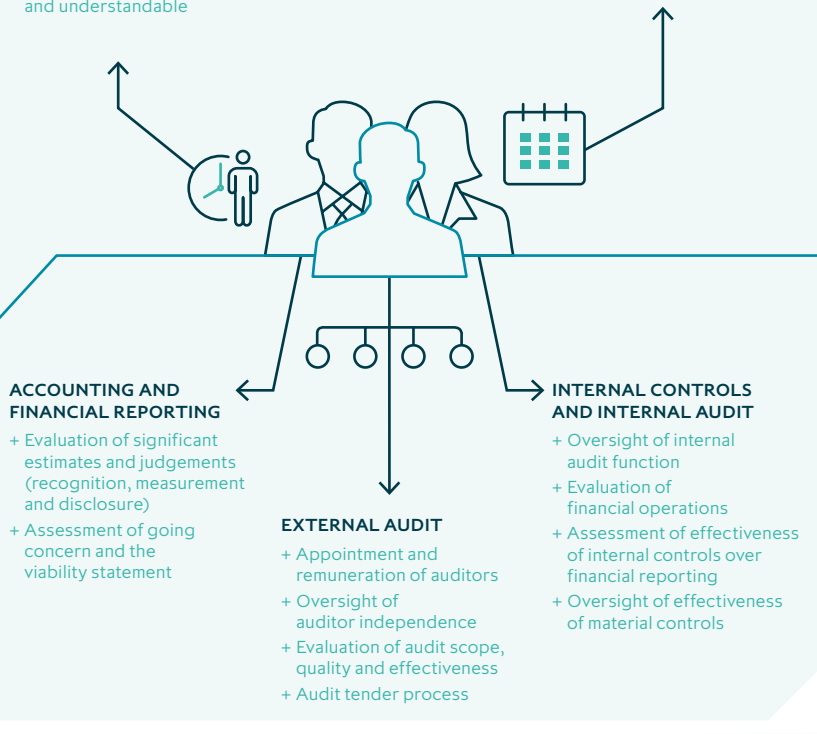 and understandable
ACCOUNTING AND
FINANCIAL REPORTING
+ Evaluation of significant
estimates and judgements
(recognition, measurement
and disclosure)
+ Assessment of going
concern and the
viability statement
EXTERNAL AUDIT
+ Appointment and
remuneration of auditors
+ Oversight of
auditor independence
+ Evaluation of audit scope,
quality and effectiveness
+ Audit tender process
INTERNAL CONTROLS
AND INTERNAL AUDIT
+ Oversight of internal
audit function
+ Evaluation of
financial operations
+ Assessment of effectiveness
of internal controls over
financial reporting
+ Oversight of effectiveness
of material controls